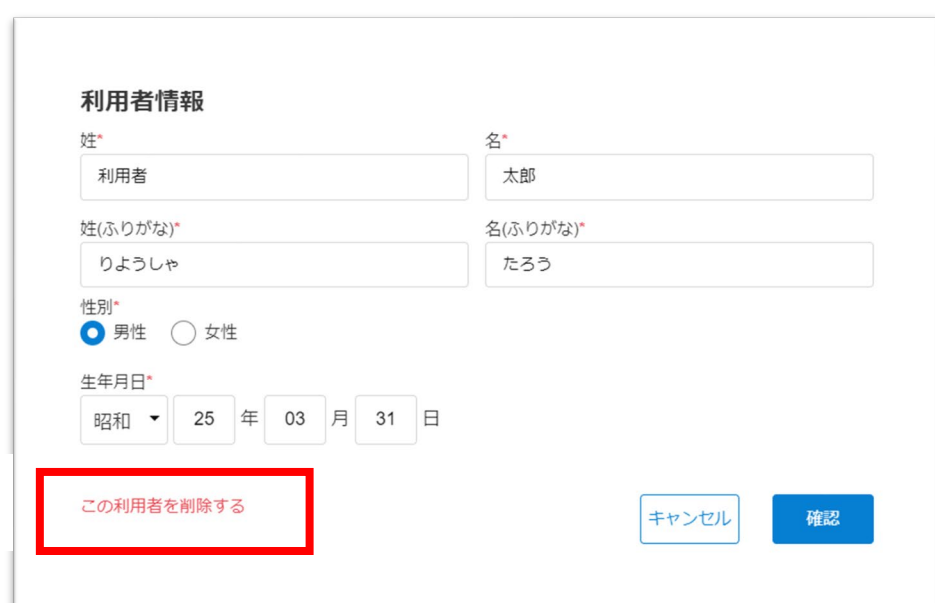 利用者情報
姓* 名*
利用者 太郎
姓(ふりがな)* 名(ふりがな)*
りようしゃ たろう
性別*
男性 女性
生年月日*
昭和 25 年 03 月 31 日
この利用者を削除する キャンセル 確認